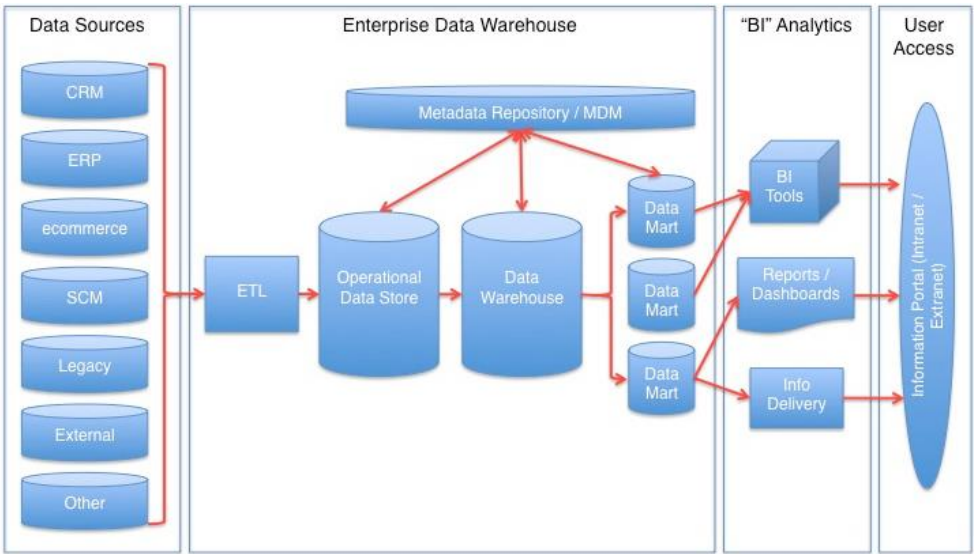 Data Sources
Enterprise Data Warehouse
“BI” Analytics
User
Access
CRM
ERP
ecommerce
SCM
Legacy
External
Other
Metadata Repository / MDM
ETL
Operational
Data Store
Data
Warehouse
Data
Mart
Data
Mart
Data
Mart
BI
Tools
Reports /
Dashboards
Info
Delivery
Information Portal (Intranet /
Extranet)